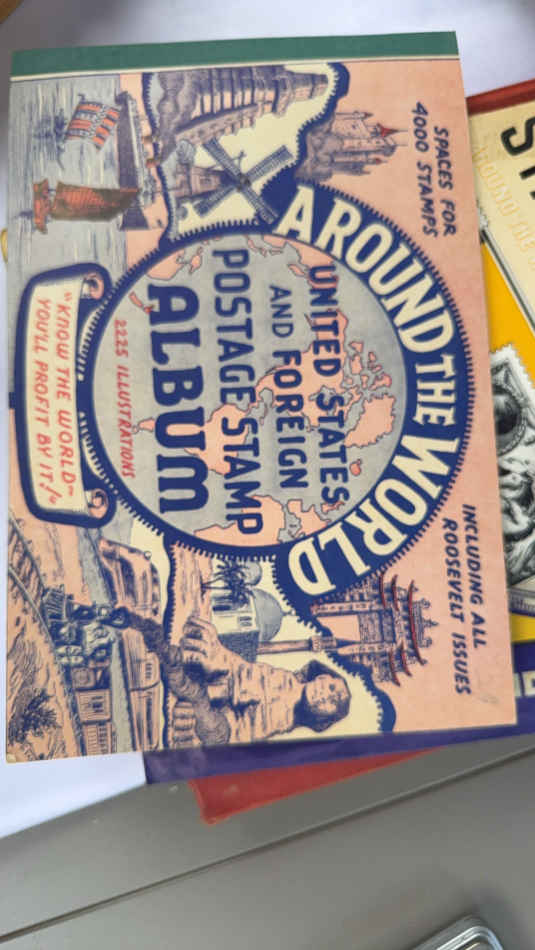 SPACES FOR
4000 STAMPS
INCLUDING ALL
ROOSEVELT ISSUES
AROUND THE WORLD
UNITED STATES
AND FOREIGN
POSTAGE STAMP
ALBUM
2225 ILLUSTRATIONS
"KNOW THE WORLD~
YOU'LL PROFIT BY IT!"